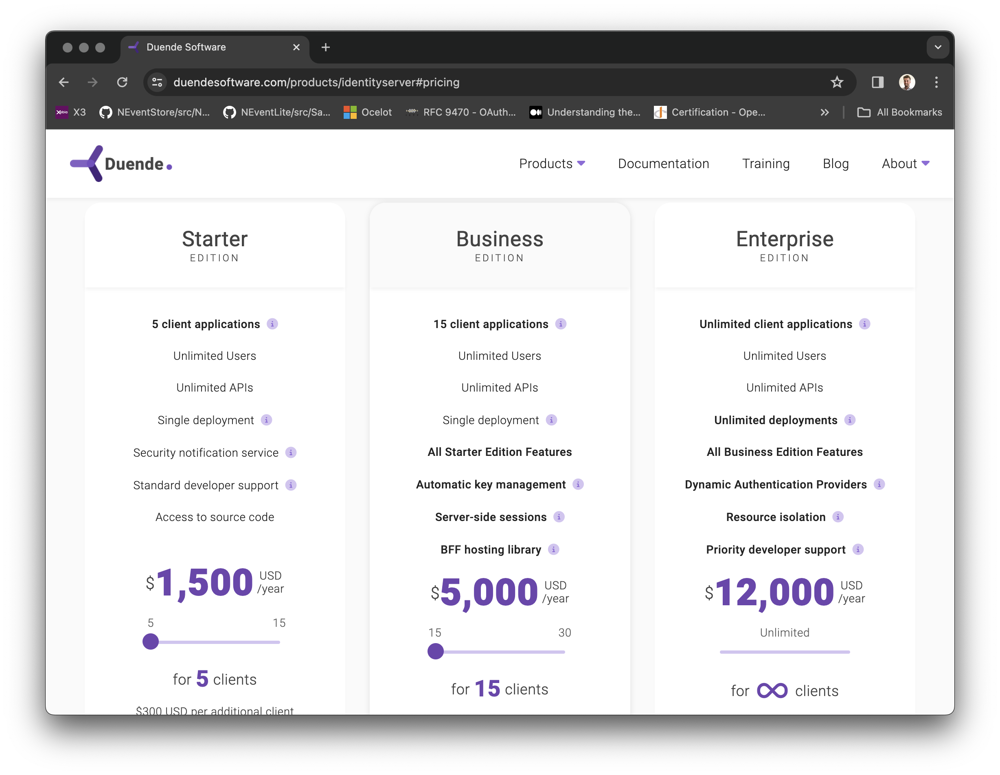 Duende Software
duendesoftware.com/products/identityserver#pricing
Xebia X3
NEventStore/src/N...
NEventLite/src/Sa...
Ocelot
RFC 9470 - OAuth...
Understanding the...
Certification - Ope...
All Bookmarks
Duende
Products
Documentation
Training
Blog
About
Starter
EDITION
5 client applications
Unlimited Users
Unlimited APIs
Single deployment
Security notification service
Standard developer support
Access to source code
$1,500 USD
/year
5 15
for 5 clients
$300 USD per additional client
Business
EDITION
15 client applications
Unlimited Users
Unlimited APIs
Single deployment
All Starter Edition Features
Automatic key management
Server-side sessions
BFF hosting library
$5,000 USD
/year
15 30
for 15 clients
Enterprise
EDITION
Unlimited client applications
Unlimited Users
Unlimited APIs
Unlimited deployments
All Business Edition Features
Dynamic Authentication Providers
Resource isolation
Priority developer support
$12,000 USD
/year
Unlimited
for ∞ clients